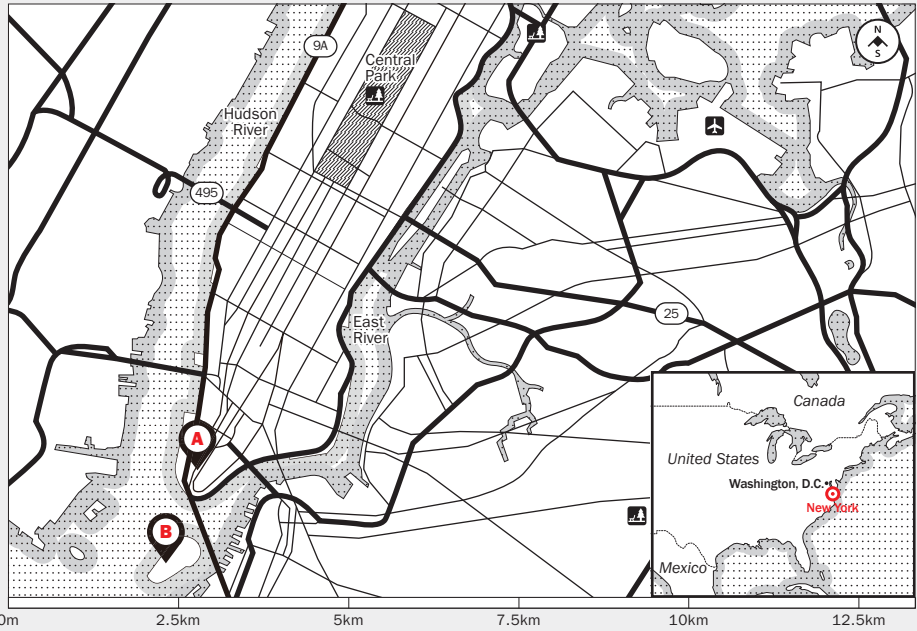 N
S
9A
Central
Park
Hudson
River
495
25
East
River
A
B
Canada
United States
Washington, D.C.
New York
Mexico
0m
2.5km
5km
7.5km
10km
12.5km